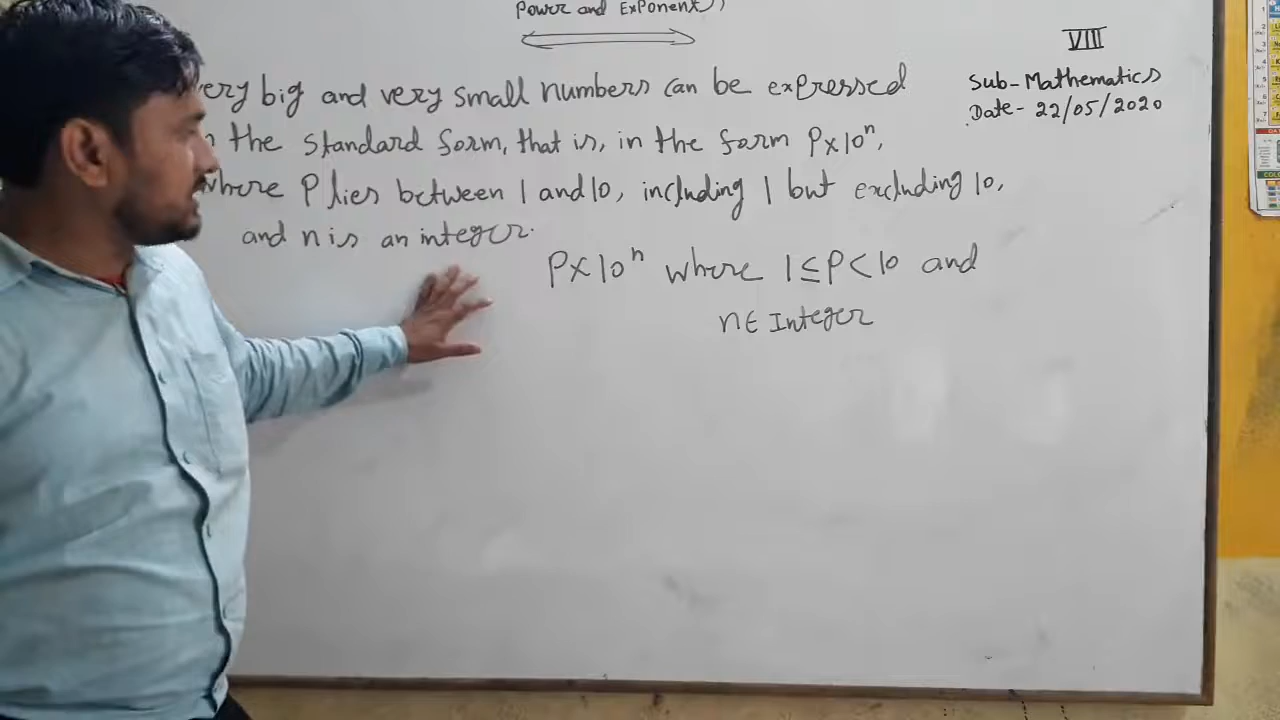 Power and Exponent)
VIII
Sub-Mathematics
Date- 22/05/2020
ery big and very small numbers can be expressed
the standard form, that is, in the form P×10ⁿ,
where P lies between 1 and 10, including 1 but excluding 10,
and n is an integer.
P×10ⁿ where 1≤P<10 and
n∈ Integer